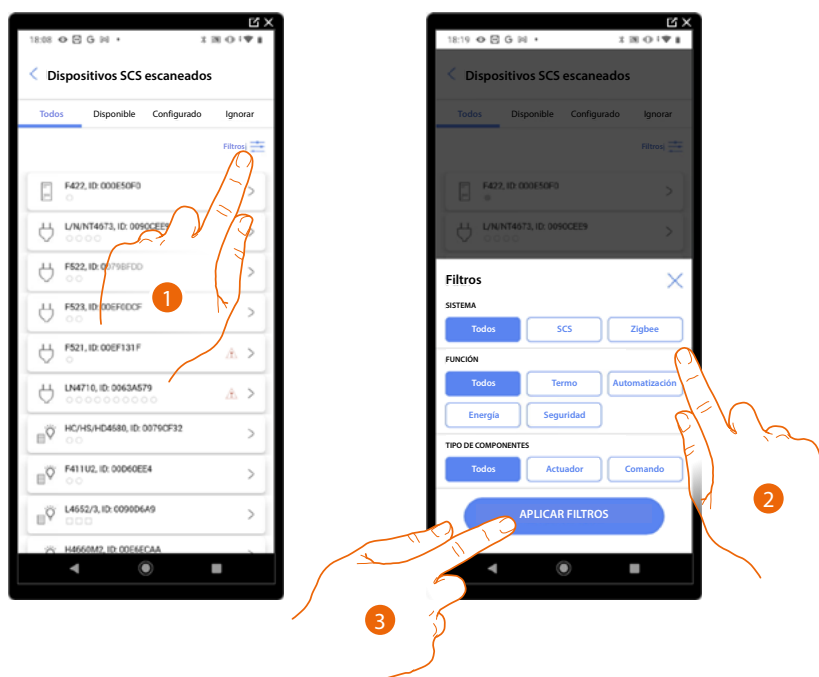 18:08 G
Dispositivos SCS escaneados
Todos Disponible Configurado Ignorar
Filtros
F422, ID: 000E50F0
L/N/NT4673, ID: 0090CEE9
F522, ID: 0079BFDD
F523, ID: 00EF0DCF
F521, ID: 00EF131F
LN4710, ID: 0063A579
HC/HS/HD4680, ID: 0079CF32
F411U2, ID: 00D60EE4
L4652/3, ID: 0090D6A9
H4660M2, ID: 00E6ECAA
1
18:19 G
Dispositivos SCS escaneados
Todos Disponible Configurado Ignorar
Filtros
F422, ID: 000E50F0
L/N/NT4673, ID: 0090CEE9
Filtros
SISTEMA
Todos SCS Zigbee
FUNCIÓN
Todos Termo Automatización
Energía Seguridad
TIPO DE COMPONENTES
Todos Actuador Comando
APLICAR FILTROS
2
3